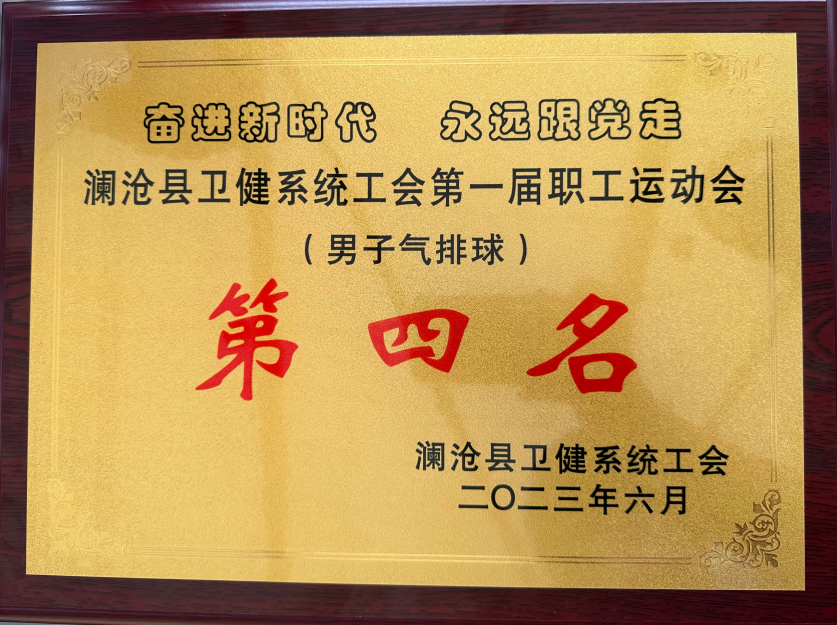 奋进新时代 永远跟党走
澜沧县卫健系统工会第一届职工运动会
（男子气排球）
第四名
澜沧县卫健系统工会
二〇二三年六月